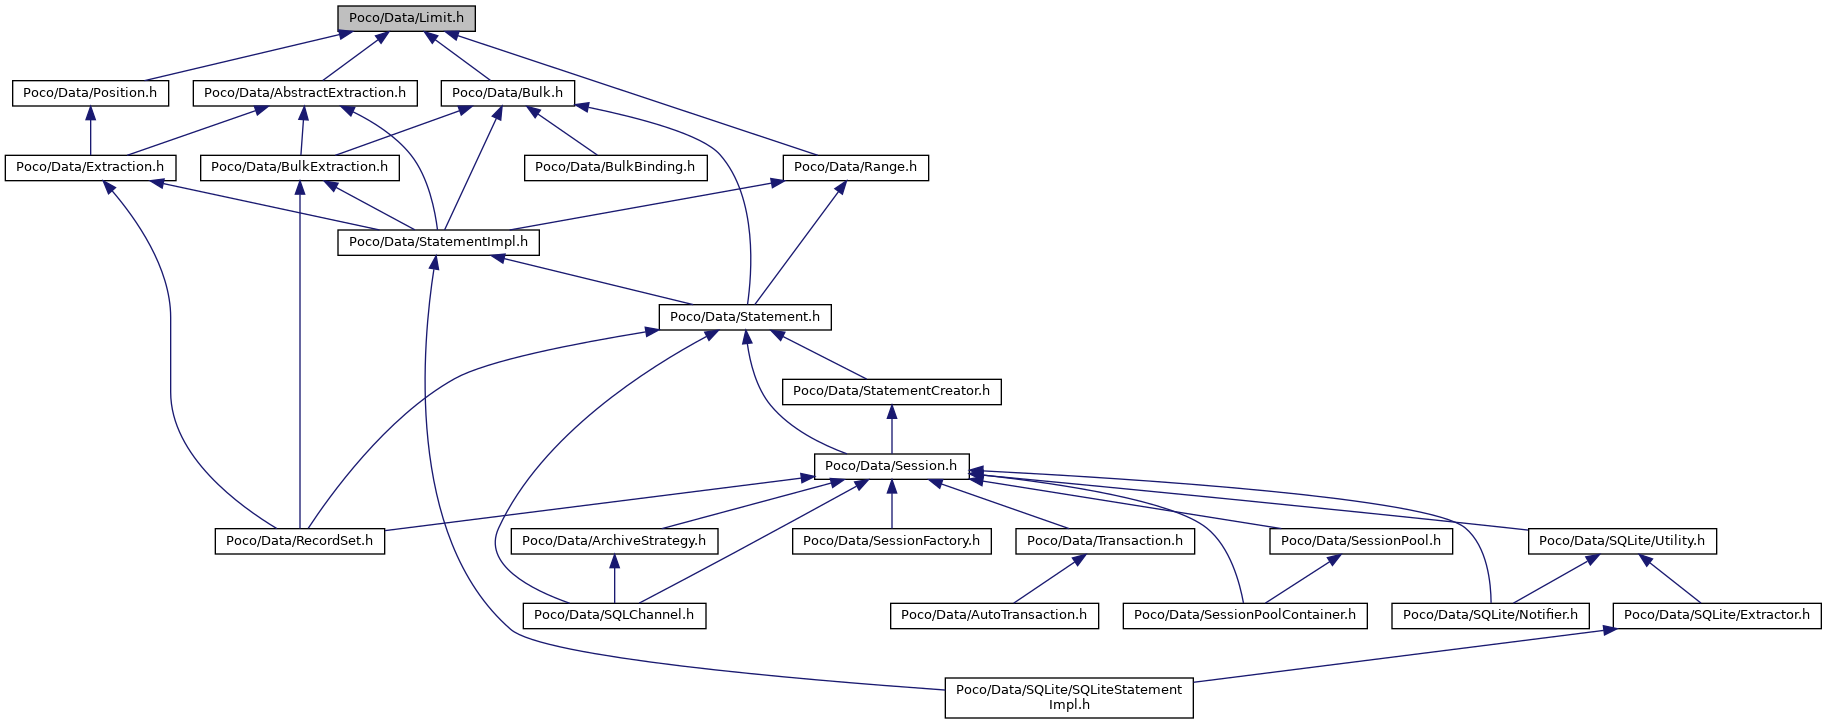 Poco/Data/Limit.h
Poco/Data/Position.h
Poco/Data/AbstractExtraction.h
Poco/Data/Bulk.h
Poco/Data/Extraction.h
Poco/Data/BulkExtraction.h
Poco/Data/BulkBinding.h
Poco/Data/Range.h
Poco/Data/StatementImpl.h
Poco/Data/Statement.h
Poco/Data/StatementCreator.h
Poco/Data/Session.h
Poco/Data/RecordSet.h
Poco/Data/ArchiveStrategy.h
Poco/Data/SessionFactory.h
Poco/Data/Transaction.h
Poco/Data/SessionPool.h
Poco/Data/SQLite/Utility.h
Poco/Data/SQLChannel.h
Poco/Data/AutoTransaction.h
Poco/Data/SessionPoolContainer.h
Poco/Data/SQLite/Notifier.h
Poco/Data/SQLite/Extractor.h
Poco/Data/SQLite/SQLiteStatement
Impl.h